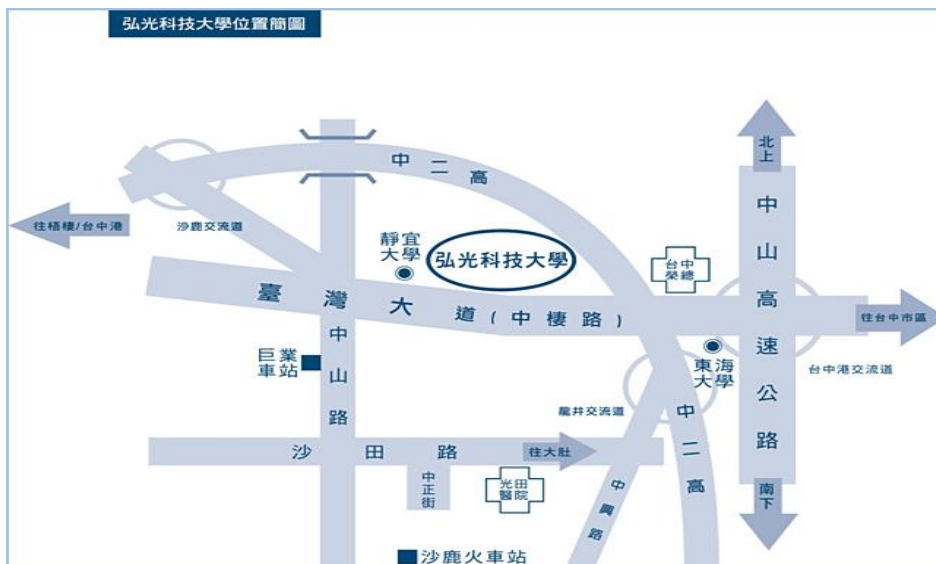 弘光科技大學位置簡圖
北上
中二高
中山高速公路
往梧棲/台中港
沙鹿交流道
靜宜
大學
弘光科技大學
台中
榮總
臺灣大道(中棲路)
往台中市區
巨業
車站
中山路
東海
大學
台中港交流道
龍井交流道
中二高
沙田路
往大肚
中正街
光田
醫院
中興路
南下
沙鹿火車站